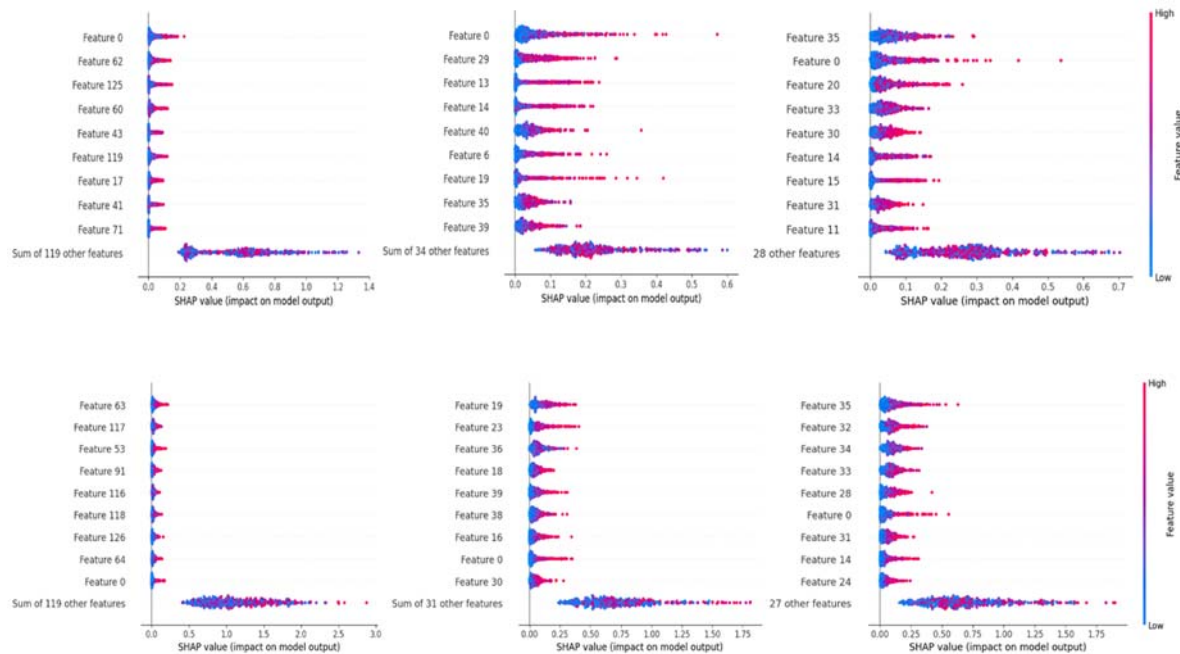 Feature 0
Feature 62
Feature 125
Feature 60
Feature 43
Feature 119
Feature 17
Feature 41
Feature 71
Sum of 119 other features
0.0 0.2 0.4 0.6 0.8 1.0 1.2 1.4
SHAP value (impact on model output)
Feature 0
Feature 29
Feature 13
Feature 14
Feature 40
Feature 6
Feature 19
Feature 35
Feature 39
Sum of 34 other features
0.0 0.1 0.2 0.3 0.4 0.5 0.6
SHAP value (impact on model output)
Feature 35
Feature 0
Feature 20
Feature 33
Feature 30
Feature 14
Feature 15
Feature 31
Feature 11
28 other features
0.0 0.1 0.2 0.3 0.4 0.5 0.6 0.7
SHAP value (impact on model output)
High
Feature value
Low
Feature 63
Feature 117
Feature 53
Feature 91
Feature 116
Feature 118
Feature 126
Feature 64
Feature 0
Sum of 119 other features
0.0 0.5 1.0 1.5 2.0 2.5 3.0
SHAP value (impact on model output)
Feature 19
Feature 23
Feature 36
Feature 18
Feature 39
Feature 38
Feature 16
Feature 0
Feature 30
Sum of 31 other features
0.00 0.25 0.50 0.75 1.00 1.25 1.50 1.75
SHAP value (impact on model output)
Feature 35
Feature 32
Feature 34
Feature 33
Feature 28
Feature 0
Feature 31
Feature 14
Feature 24
27 other features
0.00 0.25 0.50 0.75 1.00 1.25 1.50 1.75
SHAP value (impact on model output)
High
Feature value
Low